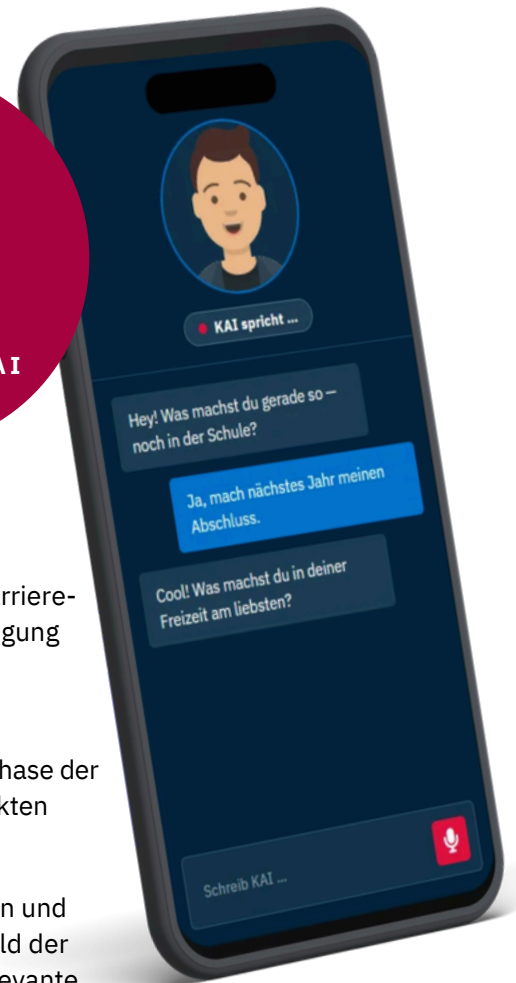 AI
KAI spricht ...
Hey! Was machst du gerade so —
noch in der Schule?
Ja, mach nächstes Jahr meinen
Abschluss.
Cool! Was machst du in deiner
Freizeit am liebsten?
Schreib KAI ...
rriere-
gung
hase der
kten
n und
ld der
evante